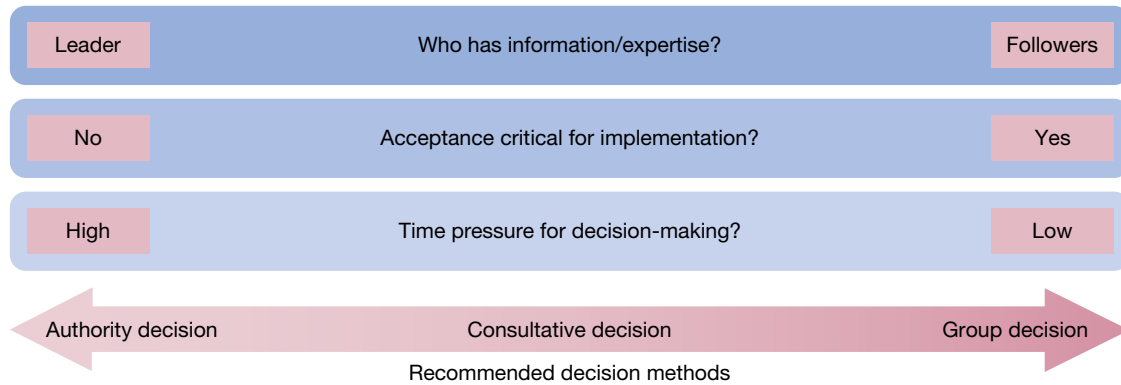 Leader Who has information/expertise? Followers
No Acceptance critical for implementation? Yes
High Time pressure for decision-making? Low
Authority decision Consultative decision Group decision
Recommended decision methods